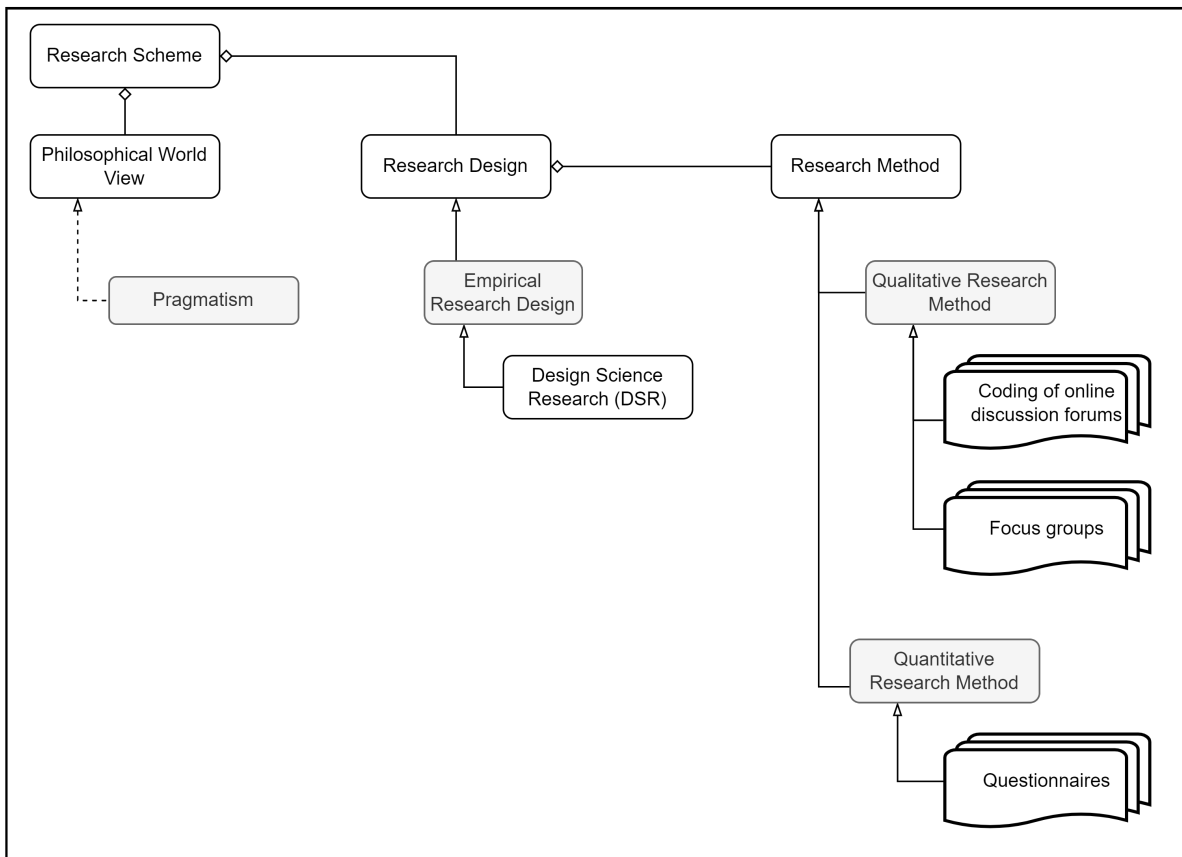 Research Scheme
Philosophical World
View
Research Design
Research Method
Pragmatism
Empirical
Research Design
Design Science
Research (DSR)
Qualitative Research
Method
Coding of online
discussion forums
Focus groups
Quantitative
Research Method
Questionnaires